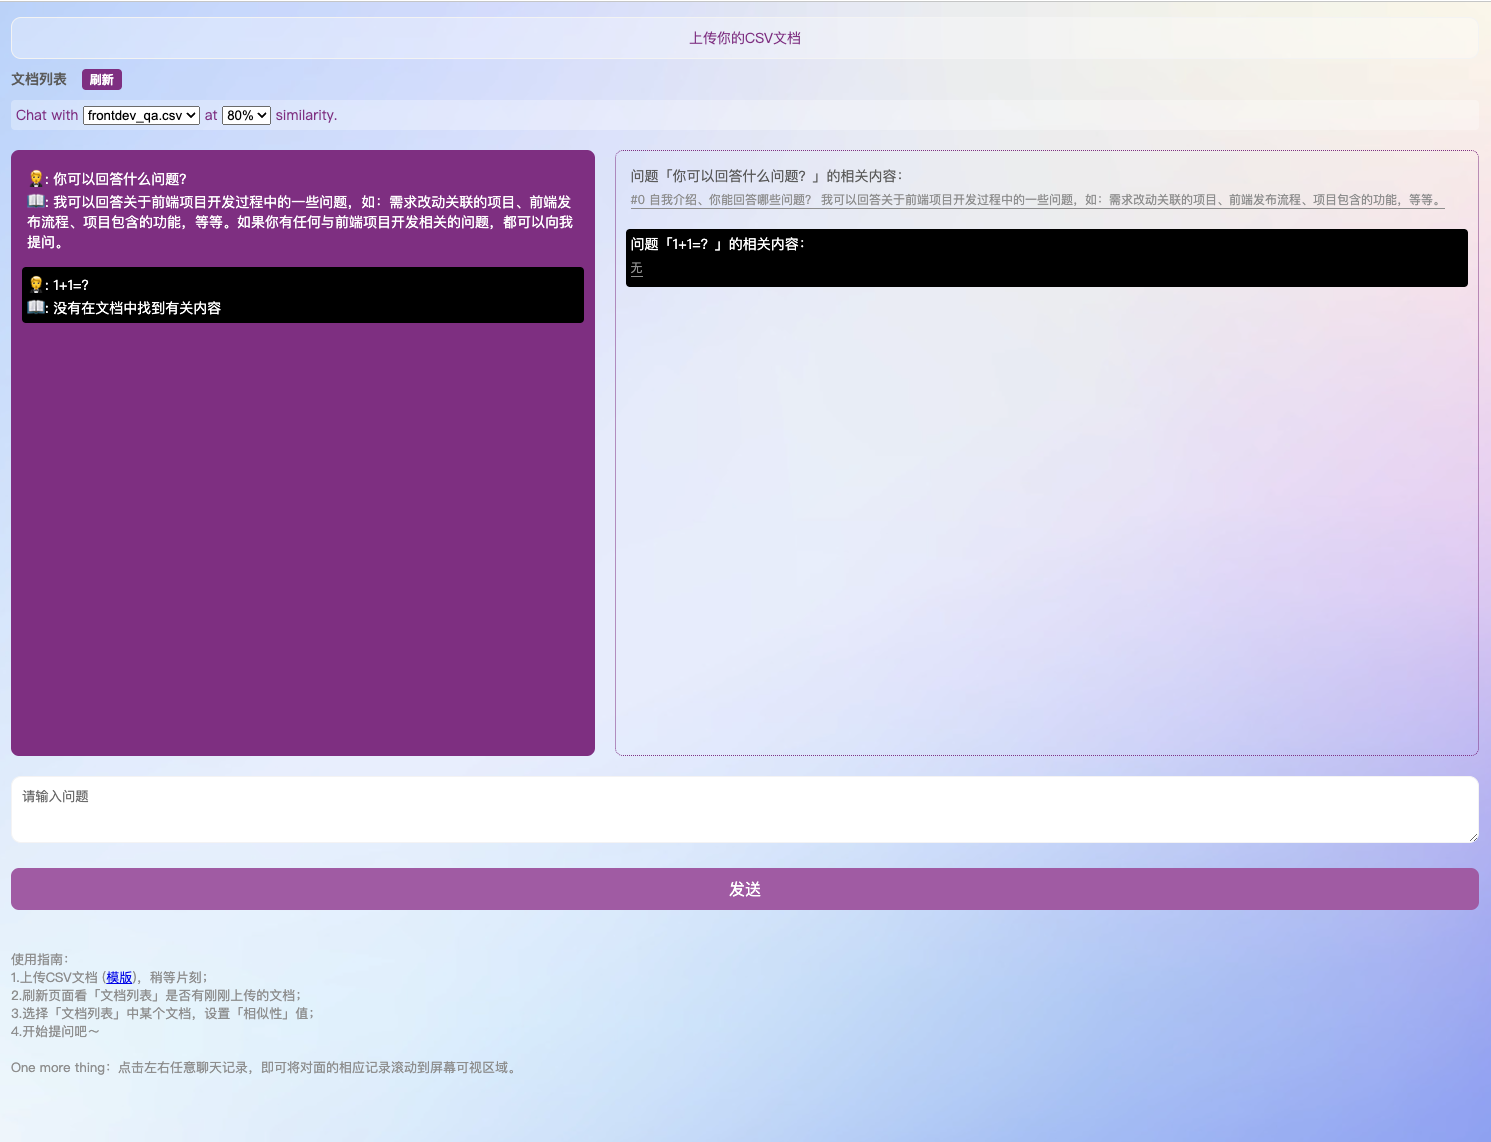 上传你的CSV文档
文档列表 刷新
Chat with frontdev_qa.csv at 80% similarity.
: 你可以回答什么问题?
: 我可以回答关于前端项目开发过程中的一些问题，如：需求改动关联的项目、前端发
布流程、项目包含的功能，等等。如果你有任何与前端项目开发相关的问题，都可以向我
提问。
: 1+1=?
: 没有在文档中找到有关内容
问题「你可以回答什么问题？」的相关内容：
#0 自我介绍、你能回答哪些问题？ 我可以回答关于前端项目开发过程中的一些问题，如：需求改动关联的项目、前端发布流程、项目包含的功能，等等。
问题「1+1=？」的相关内容：
无
请输入问题
发送
使用指南：
1.上传CSV文档 (模版)，稍等片刻；
2.刷新页面看「文档列表」是否有刚刚上传的文档；
3.选择「文档列表」中某个文档，设置「相似性」值；
4.开始提问吧～
One more thing：点击左右任意聊天记录，即可将对面的相应记录滚动到屏幕可视区域。